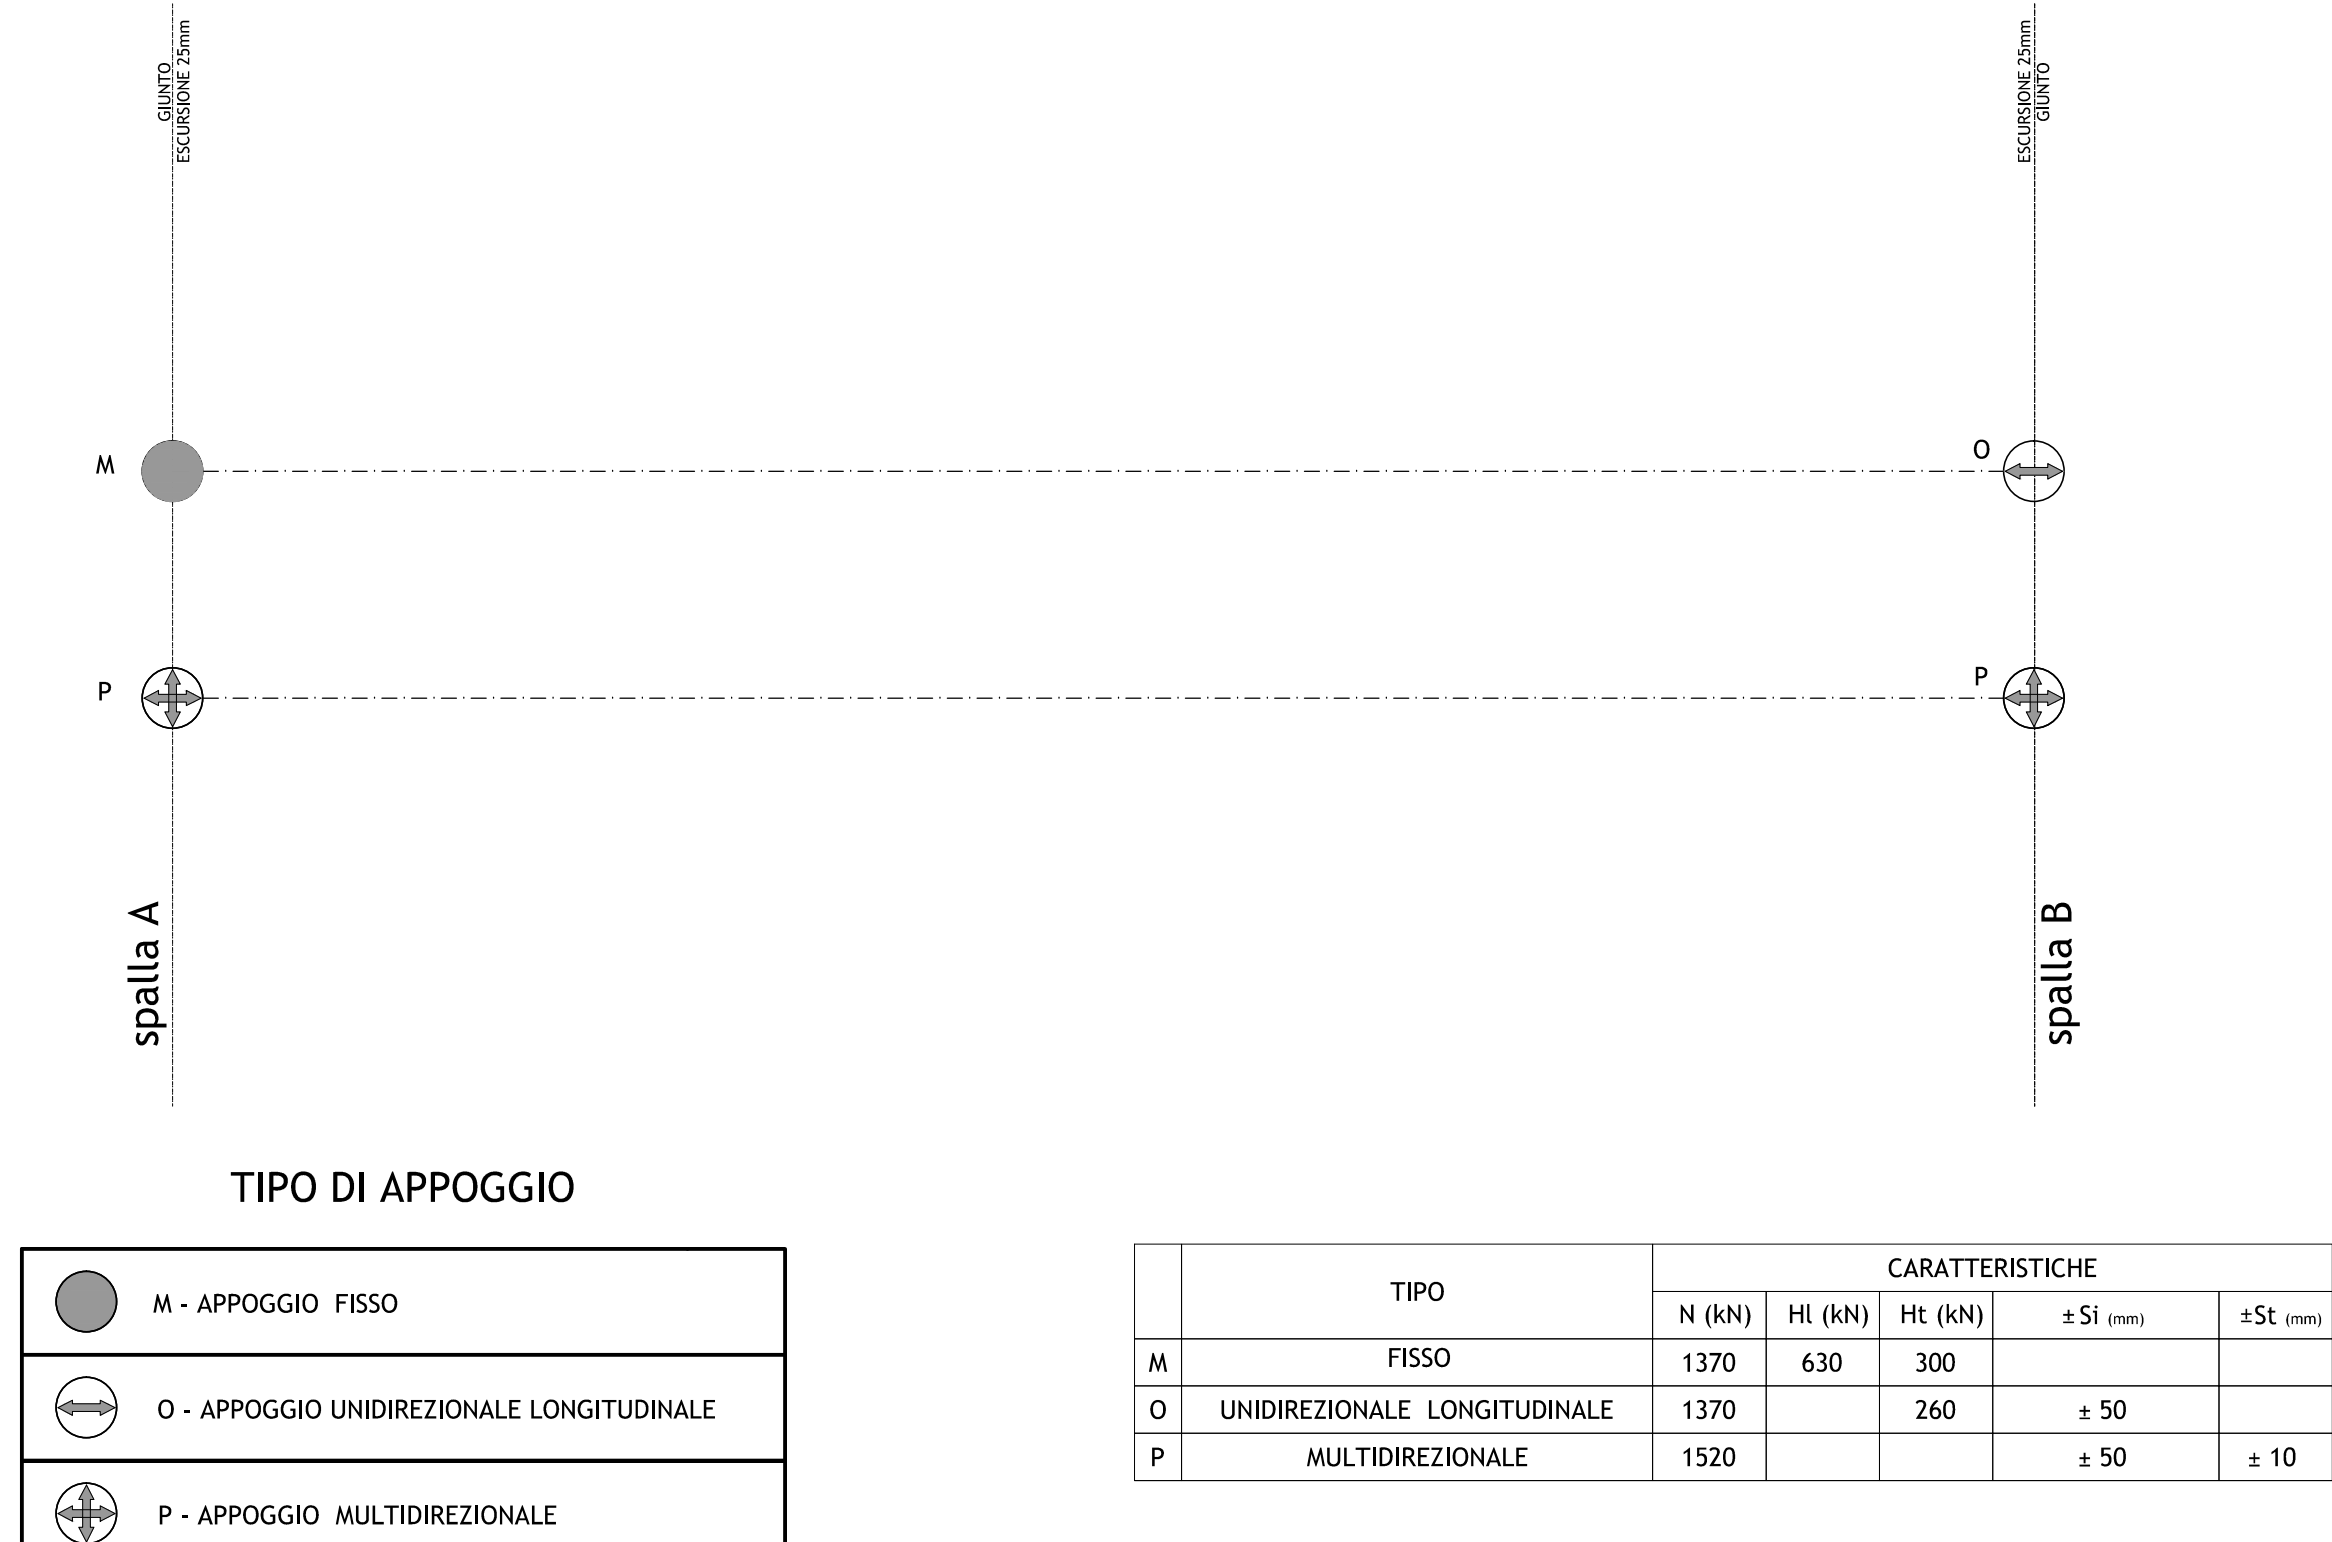 GIUNTO
ESCURSIONE 25mm
ESCURSIONE 25mm
GIUNTO
M
O
P
P
spalla A
spalla B
TIPO DI APPOGGIO
M - APPOGGIO FISSO
O - APPOGGIO UNIDIREZIONALE LONGITUDINALE
P - APPOGGIO MULTIDIREZIONALE
TIPO CARATTERISTICHE
N (kN) Hl (kN) Ht (kN) ±Si (mm) ±St (mm)
M FISSO 1370 630 300
O UNIDIREZIONALE LONGITUDINALE 1370 260 ± 50
P MULTIDIREZIONALE 1520 ± 50 ± 10